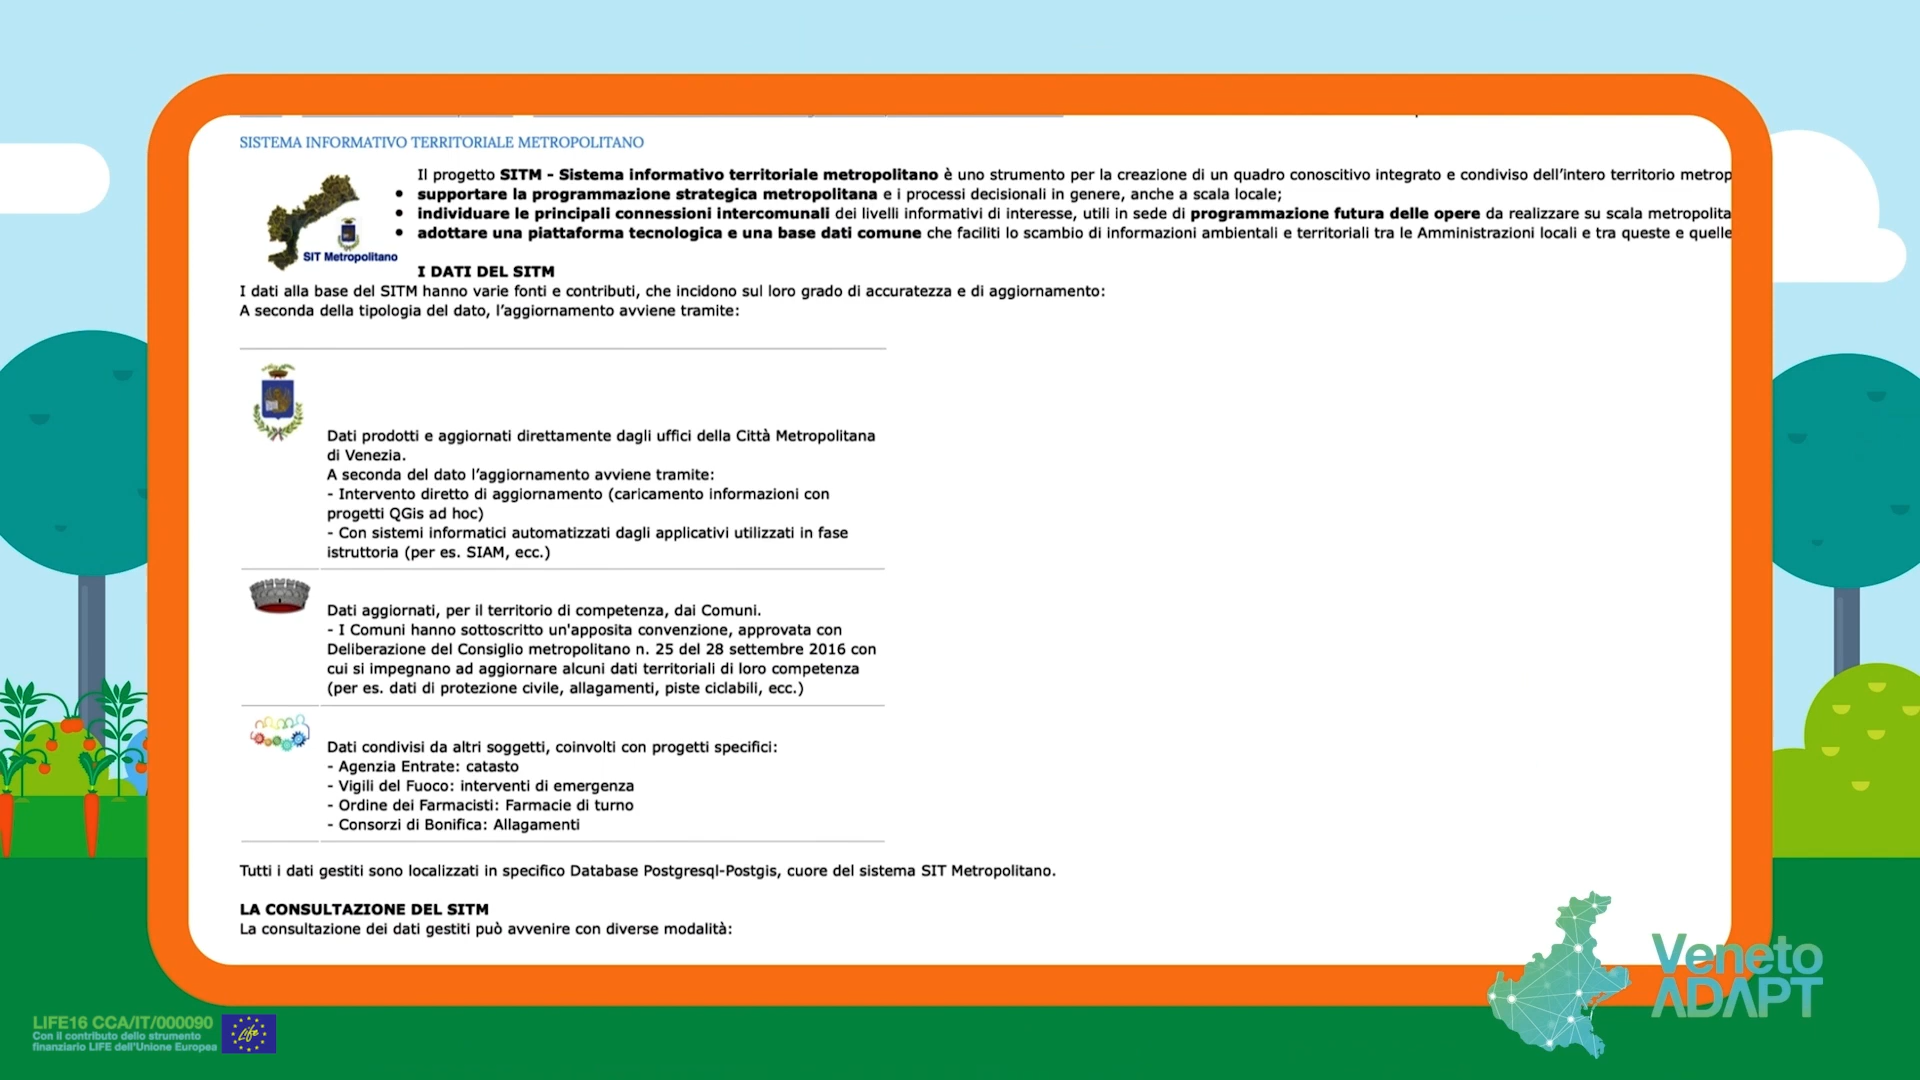 SISTEMA INFORMATIVO TERRITORIALE METROPOLITANO
Il progetto SITM - Sistema informativo territoriale metropolitano è uno strumento per la creazione di un quadro conoscitivo integrato e condiviso dell'intero territorio metrop
• supportare la programmazione strategica metropolitana e i processi decisionali in genere, anche a scala locale;
• individuare le principali connessioni intercomunali dei livelli informativi di interesse, utili in sede di programmazione futura delle opere da realizzare su scala metropolita
• adottare una piattaforma tecnologica e una base dati comune che faciliti lo scambio di informazioni ambientali e territoriali tra le Amministrazioni locali e tra queste e quelle
SIT Metropolitano
I DATI DEL SITM
I dati alla base del SITM hanno varie fonti e contributi, che incidono sul loro grado di accuratezza e di aggiornamento:
A seconda della tipologia del dato, l'aggiornamento avviene tramite:
Dati prodotti e aggiornati direttamente dagli uffici della Città Metropolitana
di Venezia.
A seconda del dato l'aggiornamento avviene tramite:
- Intervento diretto di aggiornamento (caricamento informazioni con
progetti QGis ad hoc)
- Con sistemi informatici automatizzati dagli applicativi utilizzati in fase
istruttoria (per es. SIAM, ecc.)
Dati aggiornati, per il territorio di competenza, dai Comuni.
- I Comuni hanno sottoscritto un'apposita convenzione, approvata con
Deliberazione del Consiglio metropolitano n. 25 del 28 settembre 2016 con
cui si impegnano ad aggiornare alcuni dati territoriali di loro competenza
(per es. dati di protezione civile, allagamenti, piste ciclabili, ecc.)
Dati condivisi da altri soggetti, coinvolti con progetti specifici:
- Agenzia Entrate: catasto
- Vigili del Fuoco: interventi di emergenza
- Ordine dei Farmacisti: Farmacie di turno
- Consorzi di Bonifica: Allagamenti
Tutti i dati gestiti sono localizzati in specifico Database Postgresql-Postgis, cuore del sistema SIT Metropolitano.
LA CONSULTAZIONE DEL SITM
La consultazione dei dati gestiti può avvenire con diverse modalità:
Veneto
ADAPT
LIFE16 CCA/IT/000090
Con il contributo dello strumento
finanziario LIFE dell'Unione Europea
Life